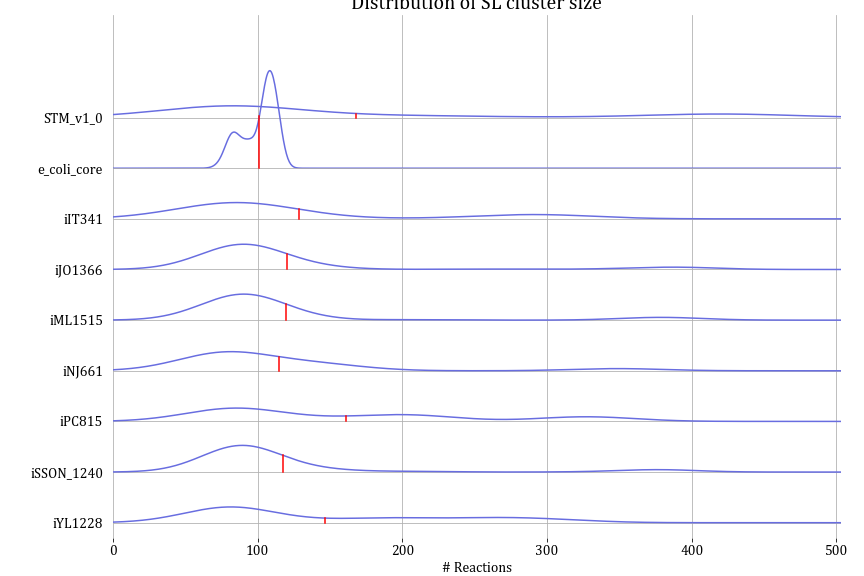 Distribution of SL cluster size
STM_v1_0
e_coli_core
iIT341
iJO1366
iML1515
iNJ661
iPC815
iSSON_1240
iYL1228
0 100 200 300 400 500
# Reactions